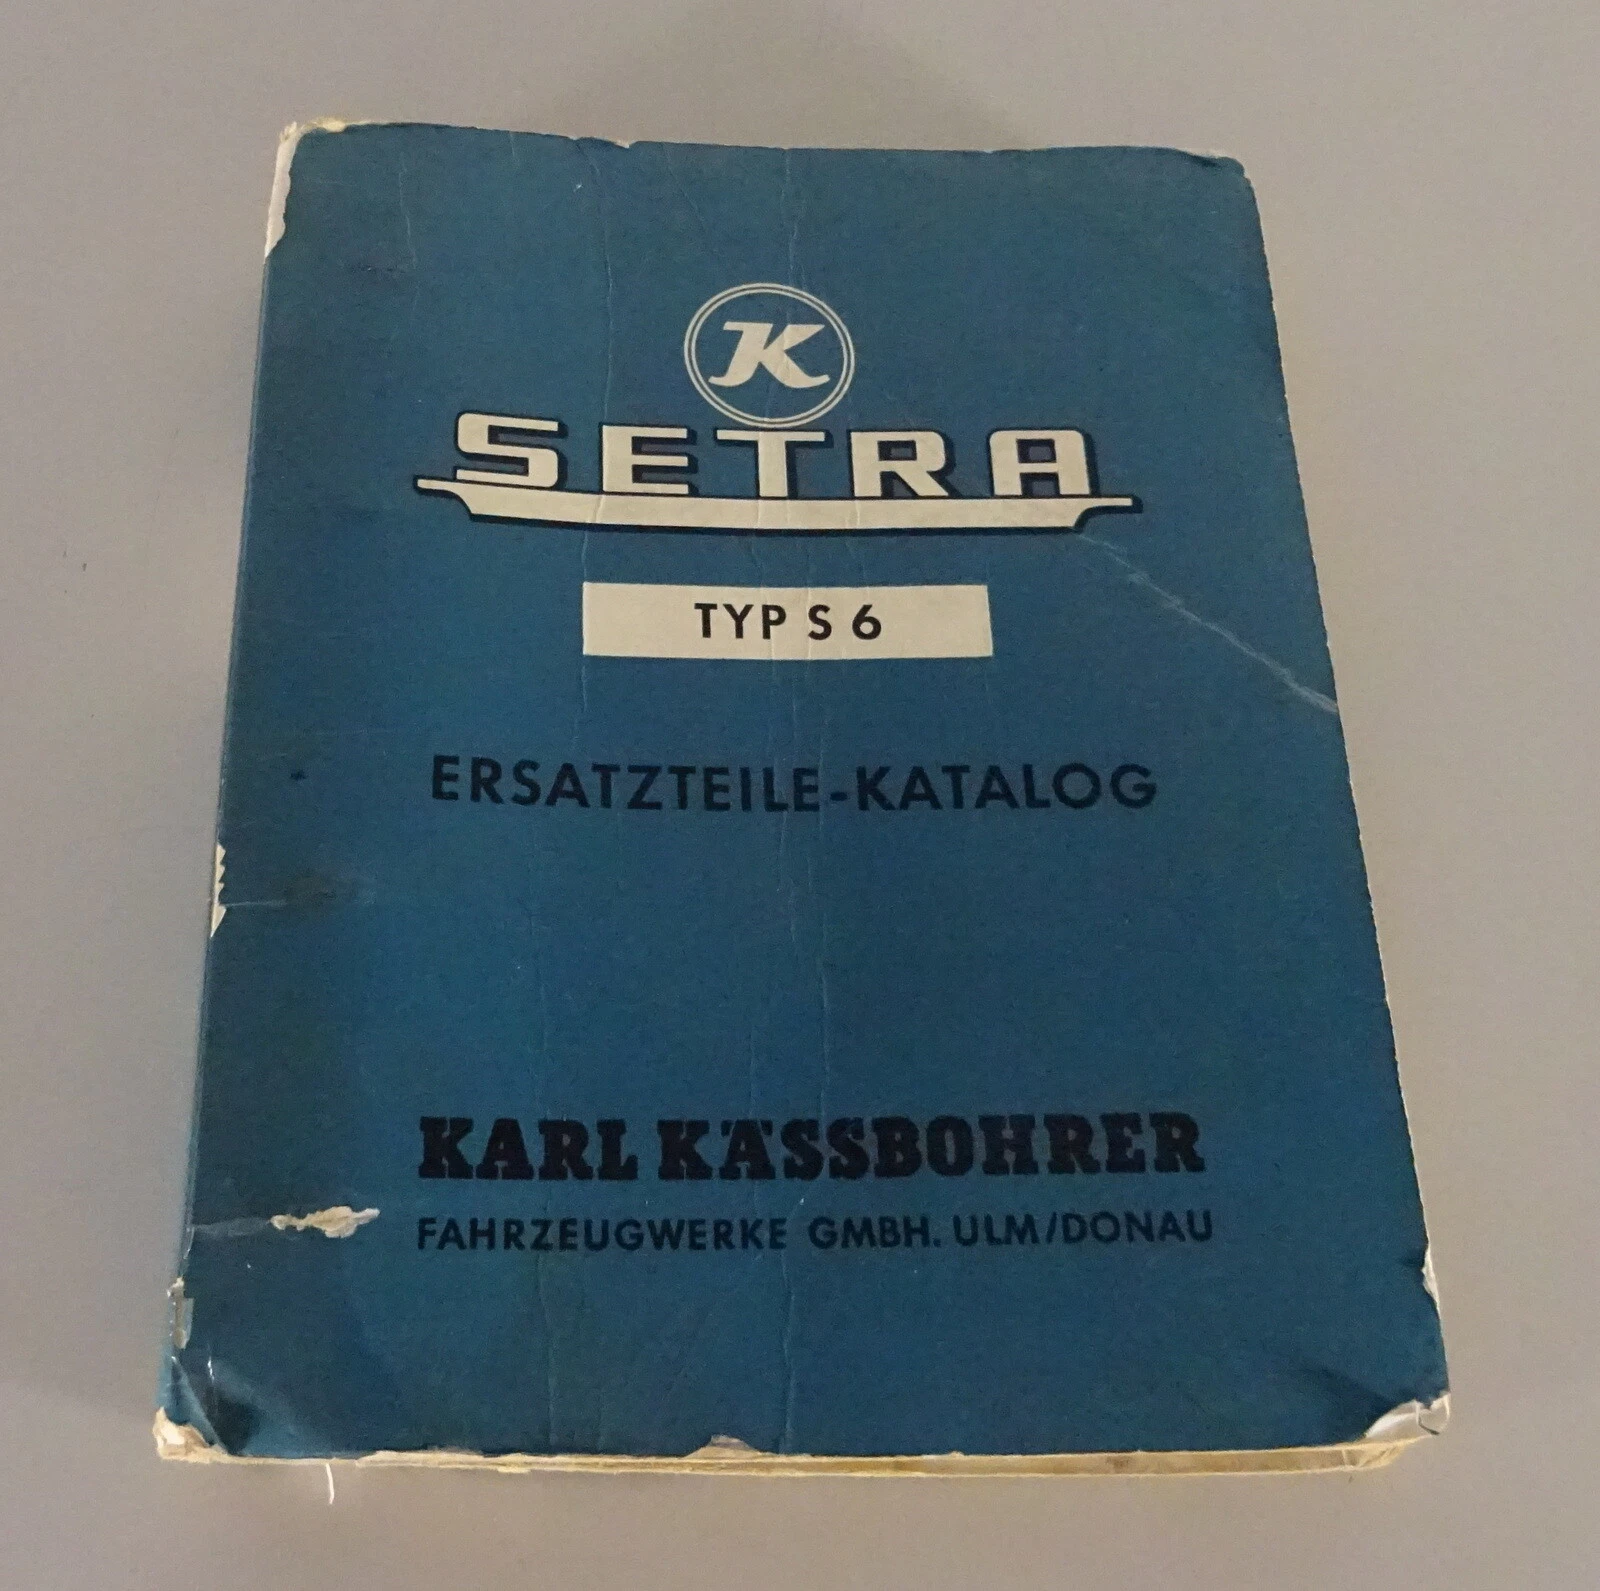 K
SETRA
TYP S 6
ERSATZTEILE-KATALOG
KARL KÄSSBOHRER
FAHRZEUGWERKE GMBH. ULM/DONAU